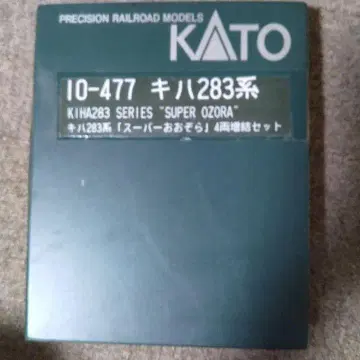 PRECISION RAILROAD MODELS
KATO
10-477 キハ283系
KIHA283 SERIES "SUPER OZORA"
キハ283系「スーパーおおぞら」4両増結セット